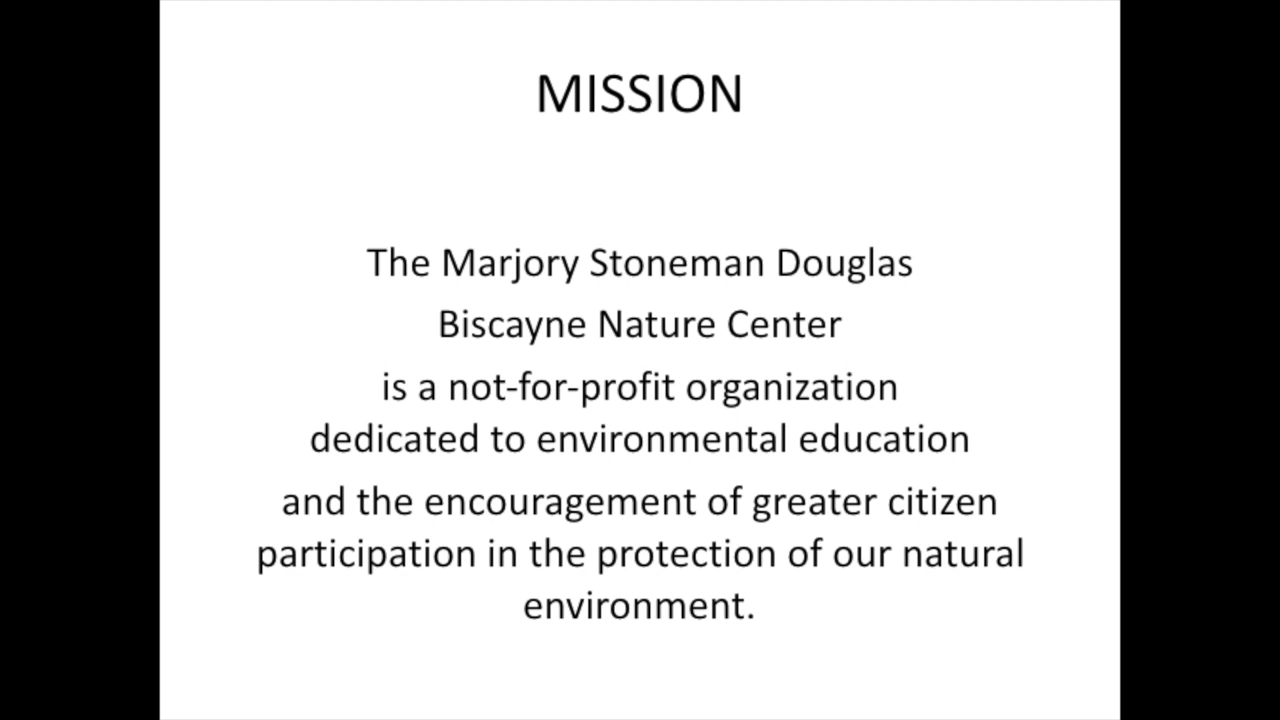 MISSION
The Marjory Stoneman Douglas
Biscayne Nature Center
is a not-for-profit organization
dedicated to environmental education
and the encouragement of greater citizen
participation in the protection of our natural
environment.